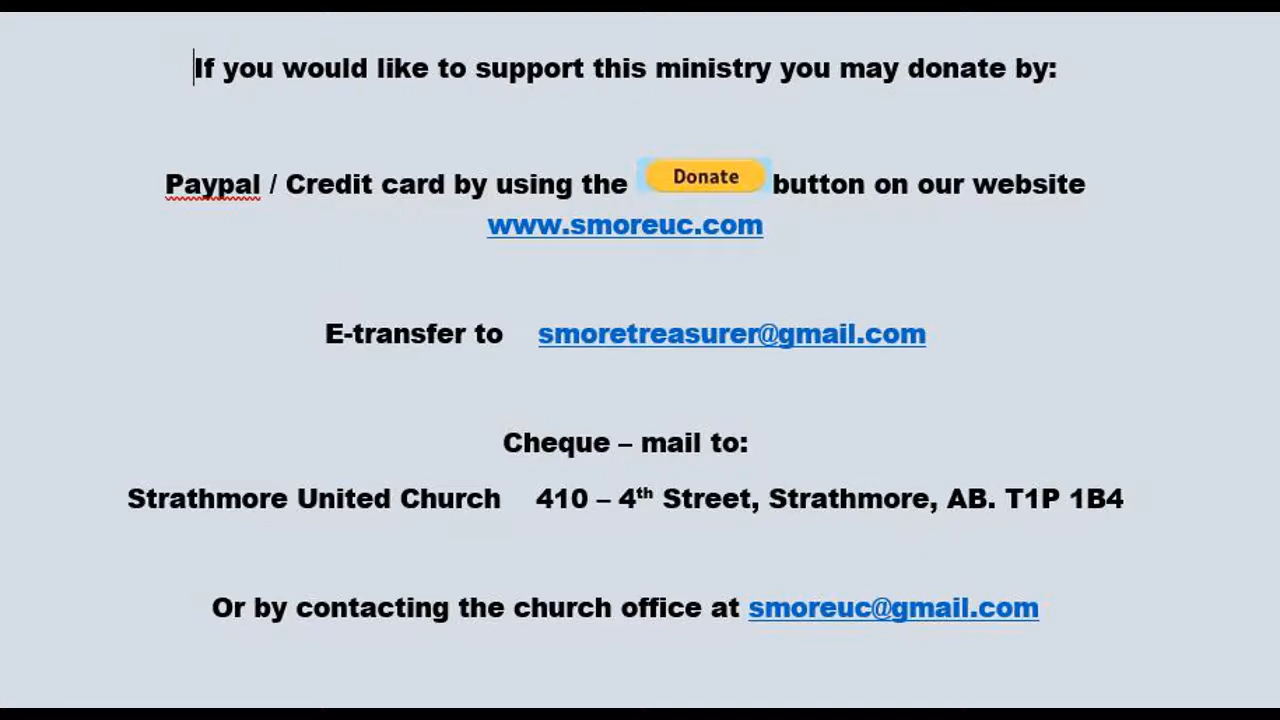 If you would like to support this ministry you may donate by:
Paypal / Credit card by using the Donate button on our website
www.smoreuc.com
E-transfer to smoretreasurer@gmail.com
Cheque – mail to:
Strathmore United Church 410 – 4th Street, Strathmore, AB. T1P 1B4
Or by contacting the church office at smoreuc@gmail.com